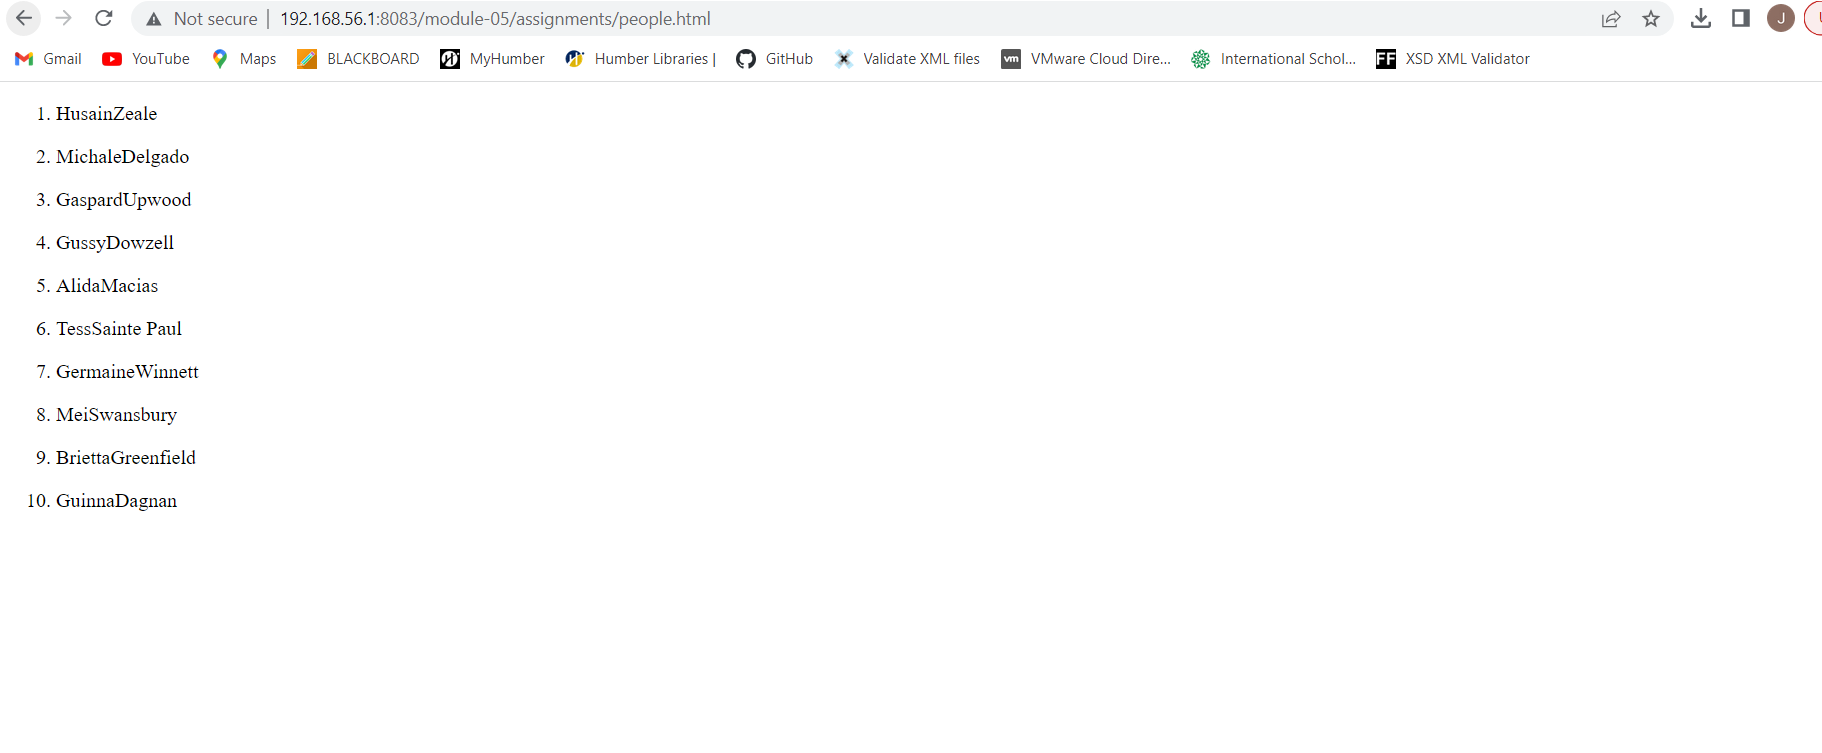 Not secure | 192.168.56.1:8083/module-05/assignments/people.html J
Gmail YouTube Maps BLACKBOARD MyHumber Humber Libraries | GitHub Validate XML files vm VMware Cloud Dire... International Schol... FF XSD XML Validator
1. HusainZeale
2. MichaleDelgado
3. GaspardUpwood
4. GussyDowzell
5. AlidaMacias
6. TessSainte Paul
7. GermaineWinnett
8. MeiSwansbury
9. BriettaGreenfield
10. GuinnaDagnan